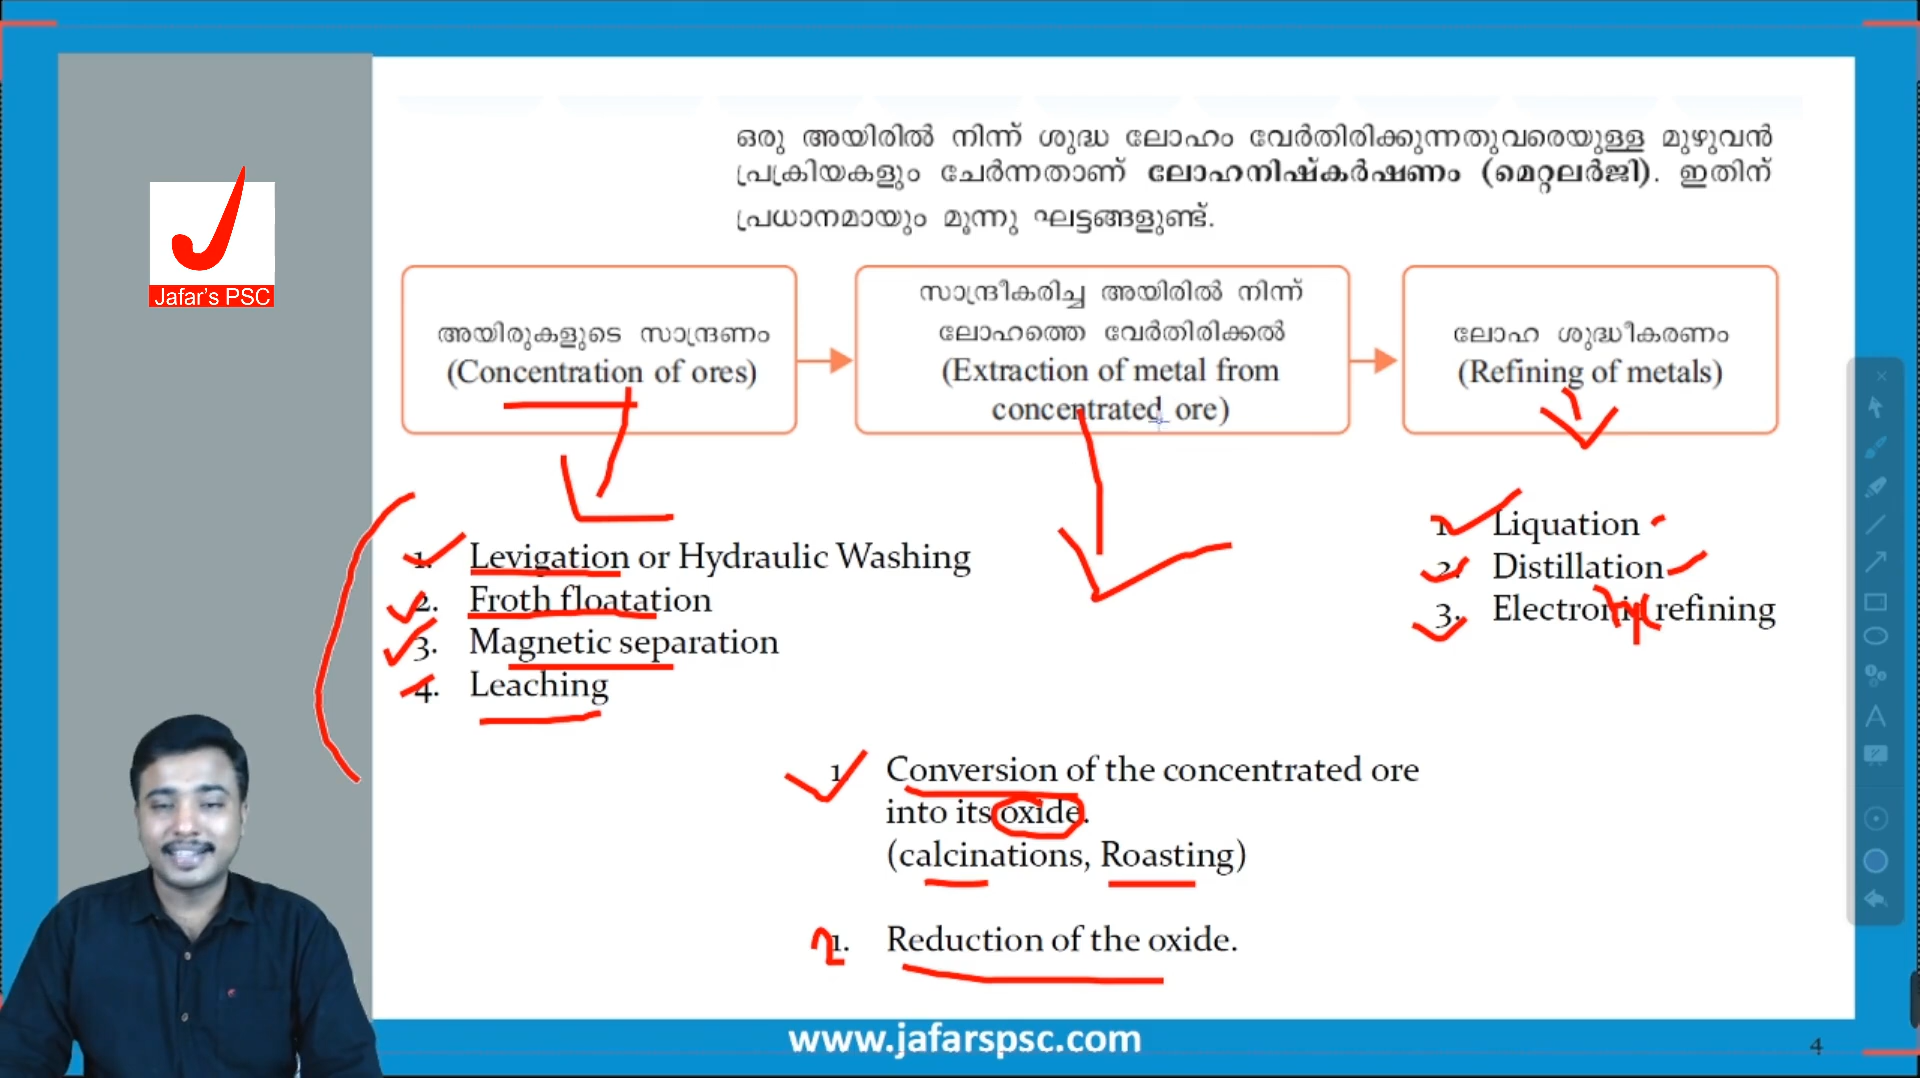 Jafar's PSC
ഒരു അയിരിൽ നിന്ന് ശുദ്ധ ലോഹം വേർതിരിക്കുന്നതുവരെയുള്ള മുഴുവൻ
പ്രക്രിയകളും ചേർന്നതാണ് ലോഹനിഷ്കർഷണം (മെറ്റലർജി). ഇതിന്
പ്രധാനമായും മൂന്നു ഘട്ടങ്ങളുണ്ട്.
അയിരുകളുടെ സാന്ദ്രണം
(Concentration of ores)
സാന്ദ്രീകരിച്ച അയിരിൽ നിന്ന്
ലോഹത്തെ വേർതിരിക്കൽ
(Extraction of metal from
concentrated ore)
ലോഹ ശുദ്ധീകരണം
(Refining of metals)
1. Levigation or Hydraulic Washing
2. Froth floatation
3. Magnetic separation
4. Leaching
1. Liquation
2. Distillation
3. Electronic refining
1. Conversion of the concentrated ore
into its oxide.
(calcinations, Roasting)
2
1. Reduction of the oxide.
www.jafarspsc.com
4